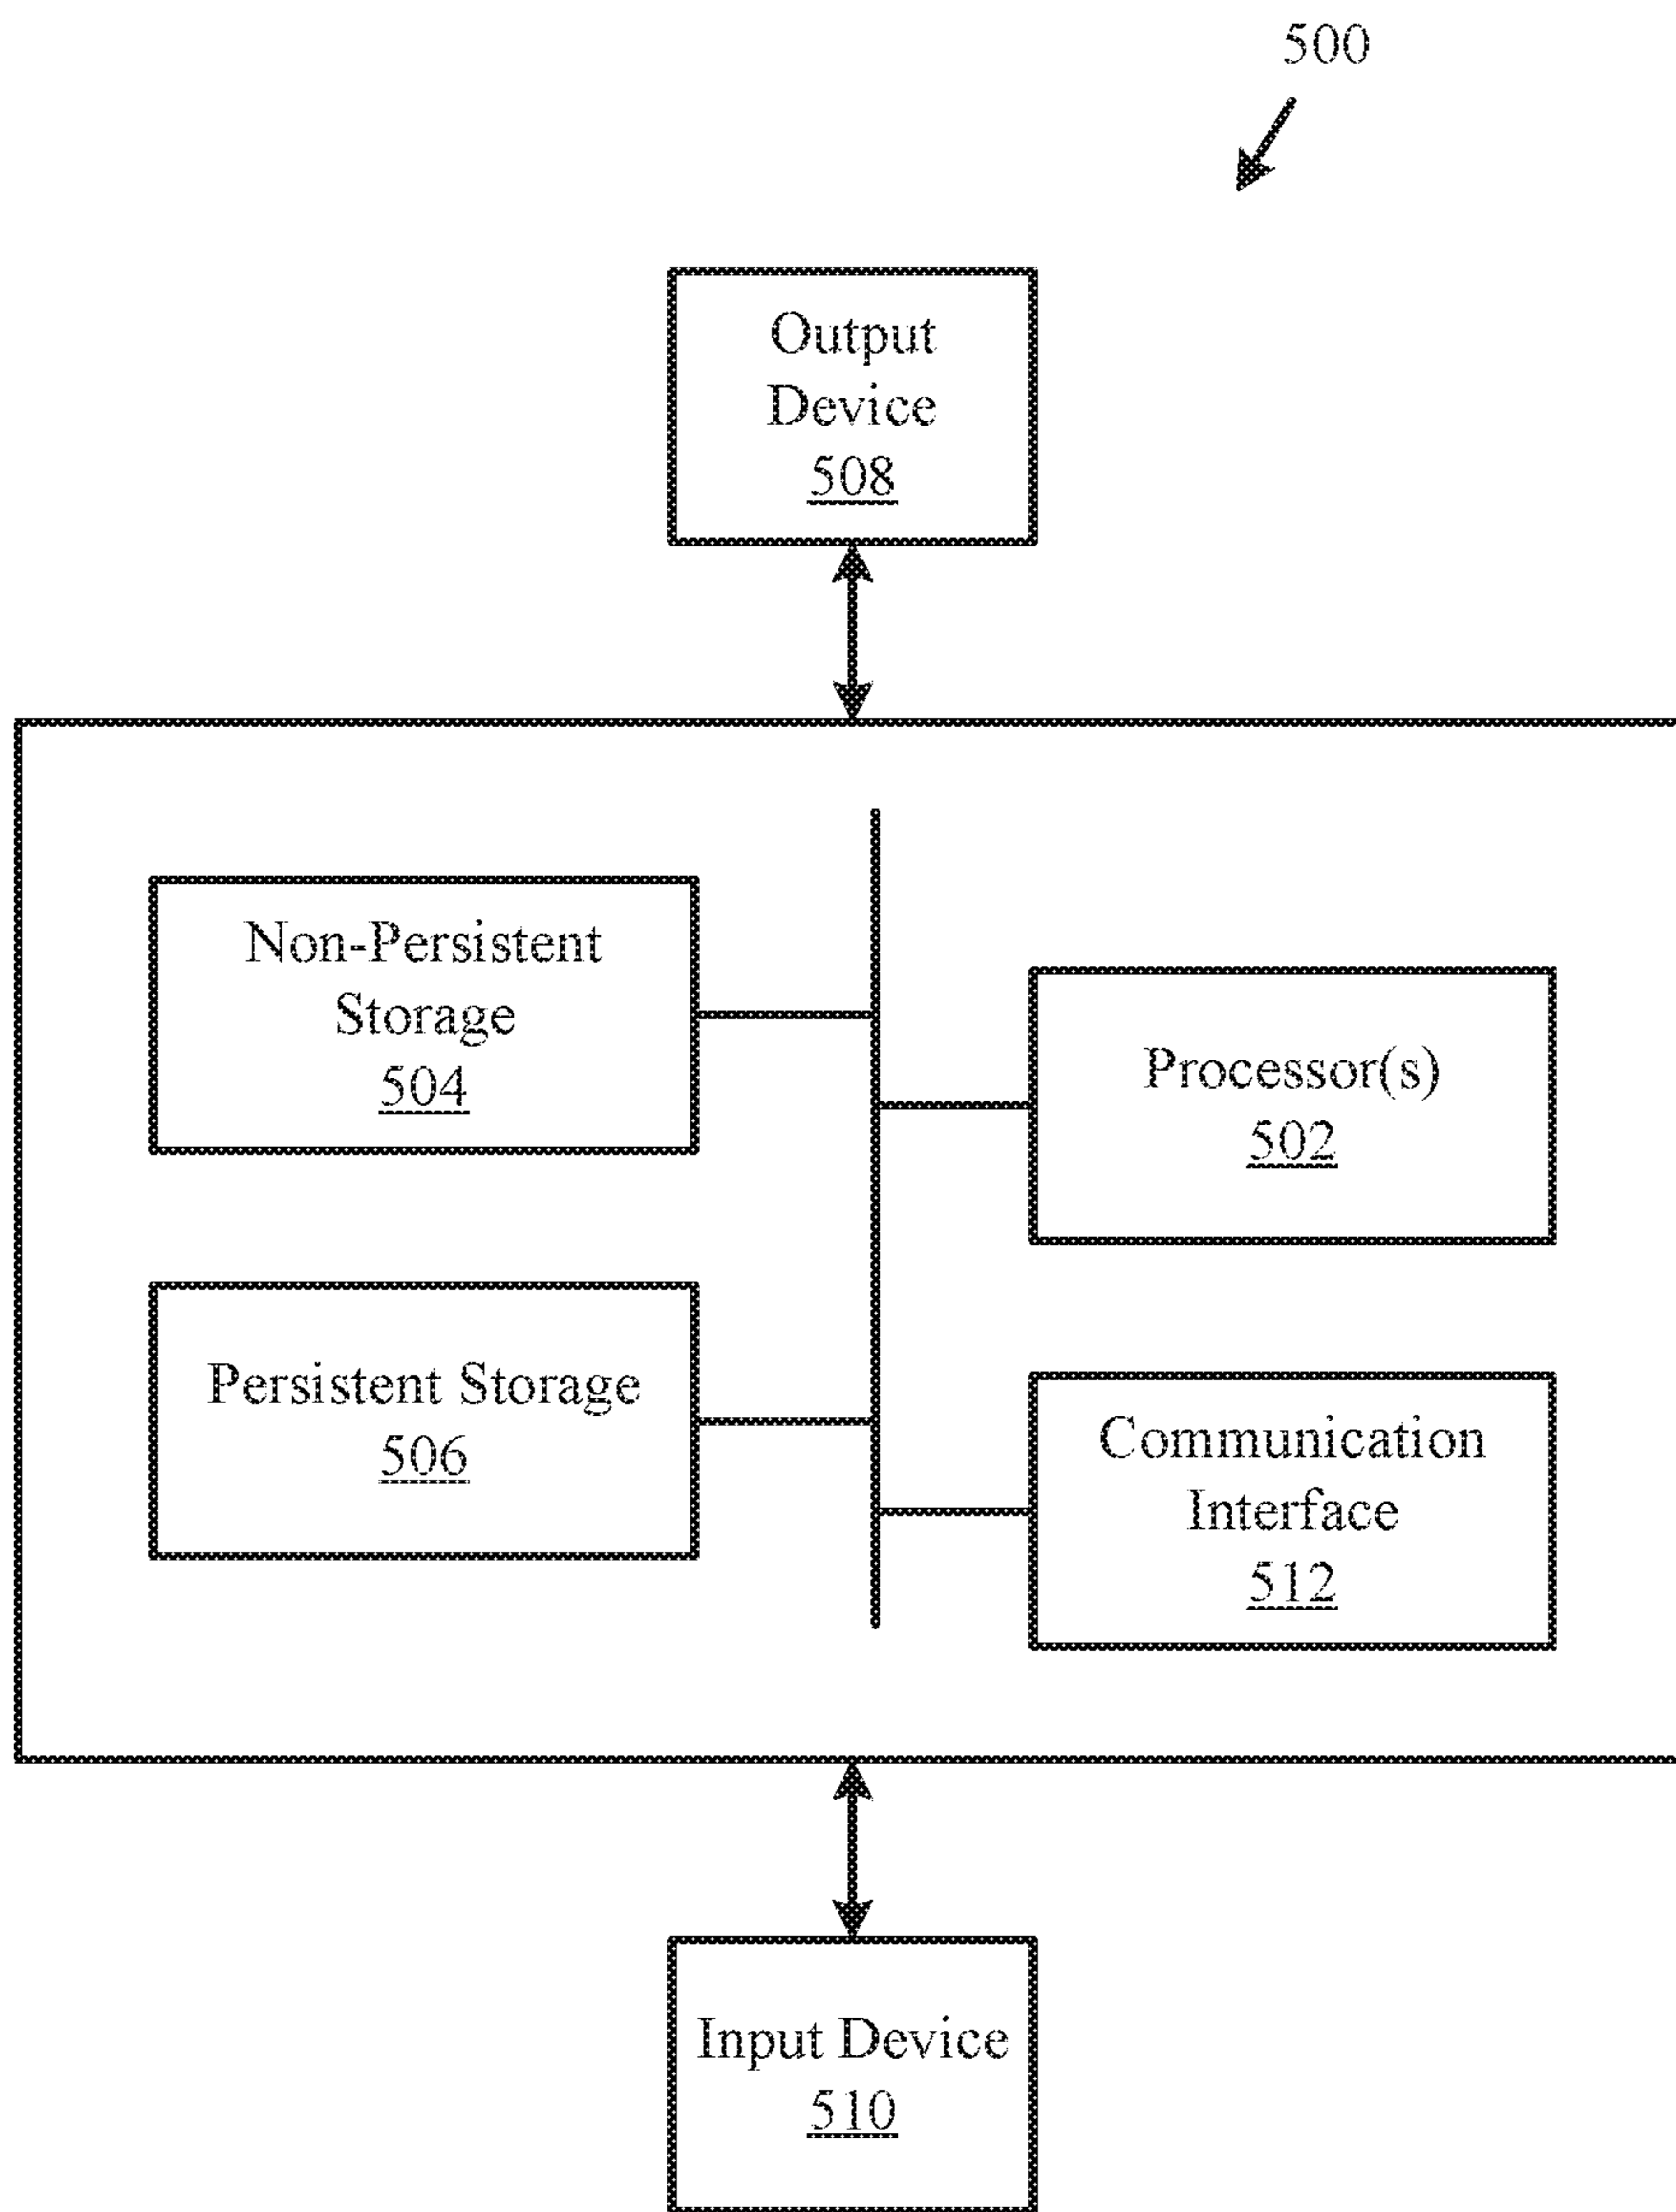 500
Output
Device
508
Non-Persistent
Storage
504
Processor(s)
502
Persistent Storage
506
Communication
Interface
512
Input Device
510